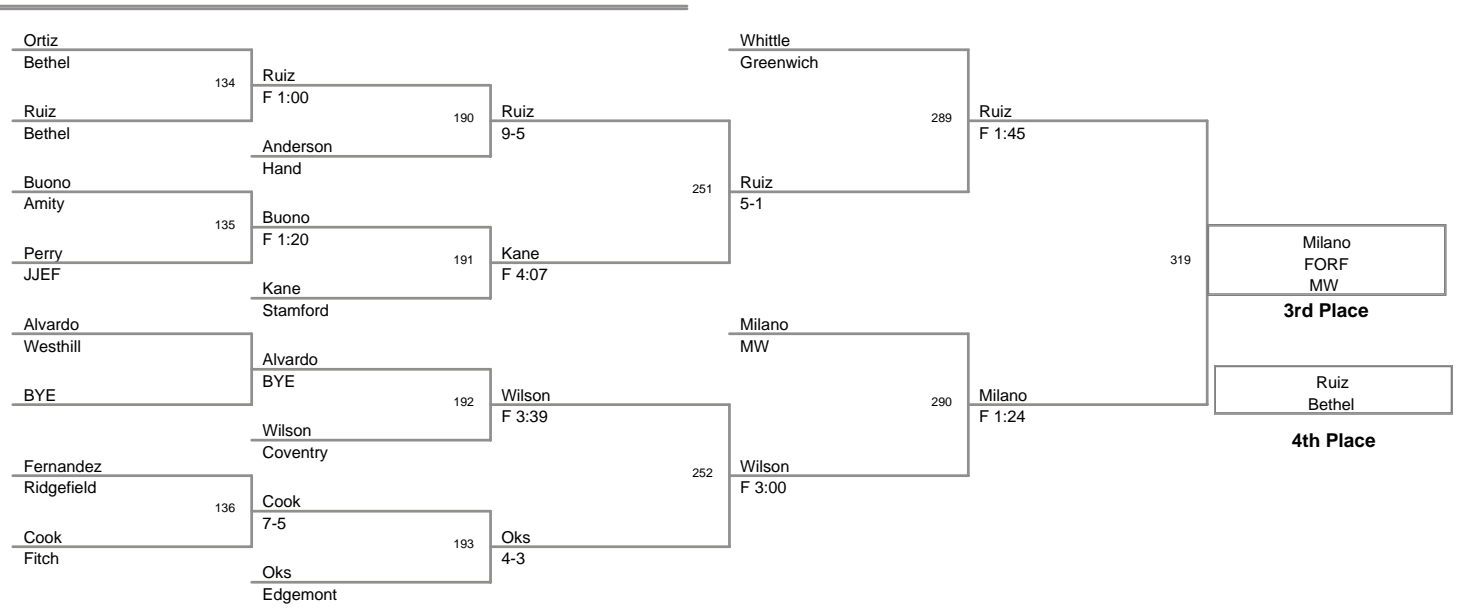 Ortiz
Bethel
134
Ruiz
F 1:00
Ruiz
Bethel
190
Ruiz
9-5
Anderson
Hand
Buono
Amity
135
Buono
F 1:20
Perry
JJEF
191
Kane
F 4:07
Kane
Stamford
251
Ruiz
5-1
Whittle
Greenwich
289
Ruiz
F 1:45
Alvardo
Westhill
Alvardo
BYE
BYE
192
Wilson
F 3:39
Wilson
Coventry
Fernandez
Ridgefield
136
Cook
7-5
Cook
Fitch
193
Oks
4-3
Oks
Edgemont
252
Wilson
F 3:00
Milano
MW
290
Milano
F 1:24
319
Milano
FORF
MW
3rd Place
Ruiz
Bethel
4th Place